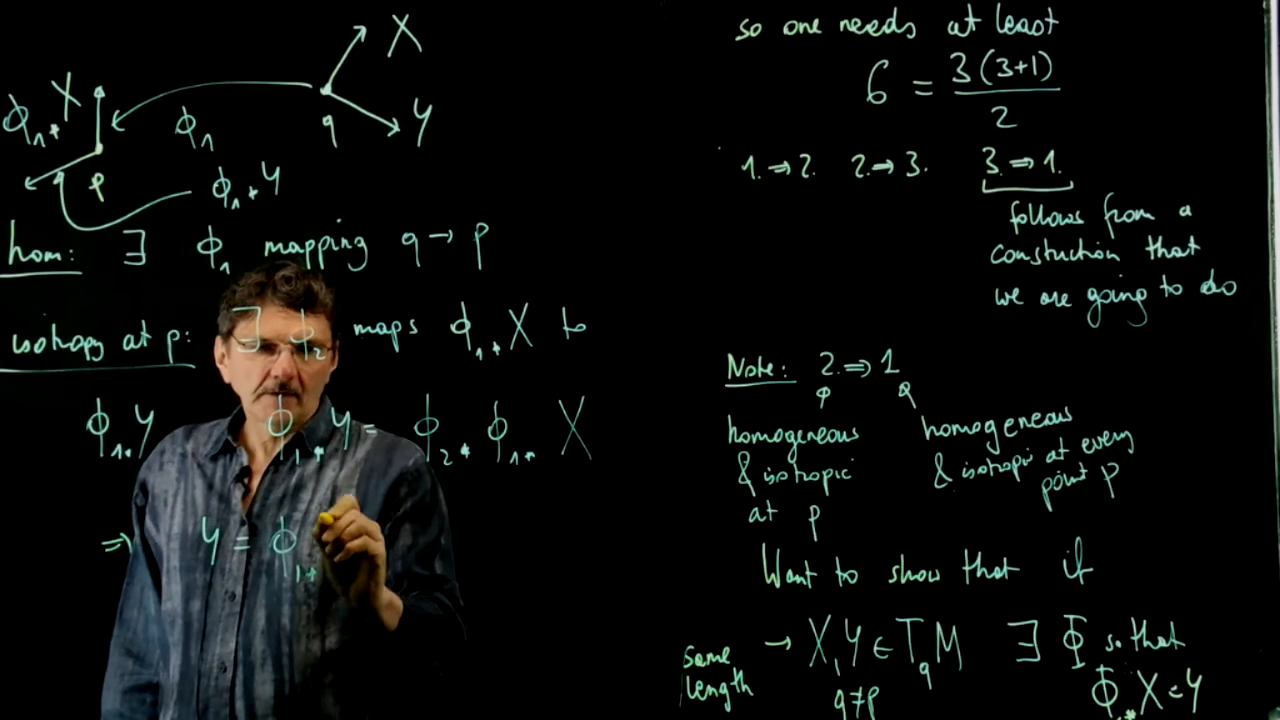 X
ϕ₁* X
ϕ₁
q
Y
p
ϕ₁* Y
hom: ∃ ϕ₁ mapping q → p
isotropy at p: ∃ ϕ₂ maps ϕ₁* X to
ϕ₁* Y ϕ₁* Y = ϕ₂* ϕ₁* X
⇒ Y = ϕ₁*
so one needs at least
6 = 3(3+1)/2
1. ⇒ 2. 2. ⇒ 3. 3. ⇒ 1.
follows from a
constuction that
we are going to do
Note: 2. ⇒ 1
homogeneous
& isotropic
at p
homogeneous
& isotropic at every
point p
Want to show that if
same
length
→ X, Y ∈ T_q M ∃ Φ so that
q ≠ p
Φ* X = Y